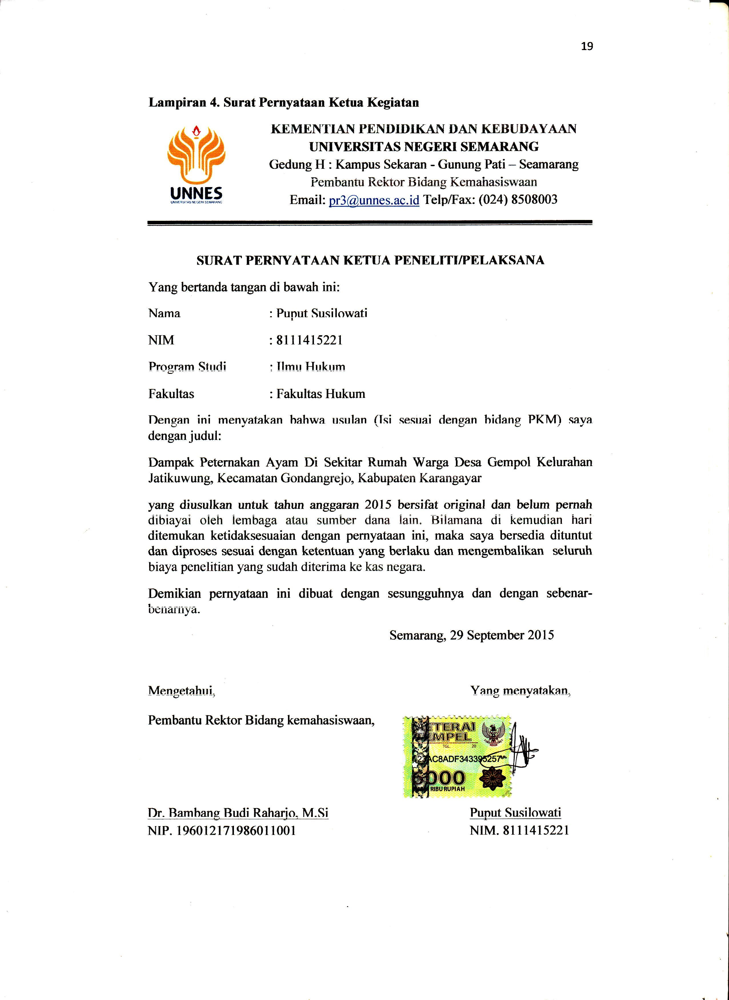 19
Lampiran 4. Surat Pernyataan Ketua Kegiatan
KEMENTIAN PENDIDIKAN DAN KEBUDAYAAN
UNIVERSITAS NEGERI SEMARANG
Gedung H : Kampus Sekaran - Gunung Pati – Seamarang
Pembantu Rektor Bidang Kemahasiswaan
Email: pr3@unnes.ac.id Telp/Fax: (024) 8508003
UNNES
UNIVERSITAS NEGERI SEMARANG
SURAT PERNYATAAN KETUA PENELITI/PELAKSANA
Yang bertanda tangan di bawah ini:
Nama : Puput Susilowati
NIM : 8111415221
Program Studi : Ilmu Hukum
Fakultas : Fakultas Hukum
Dengan ini menyatakan bahwa usulan (Isi sesuai dengan bidang PKM) saya
dengan judul:
Dampak Peternakan Ayam Di Sekitar Rumah Warga Desa Gempol Kelurahan
Jatikuwung, Kecamatan Gondangrejo, Kabupaten Karangayar
yang diusulkan untuk tahun anggaran 2015 bersifat original dan belum pernah
dibiayai oleh lembaga atau sumber dana lain. Bilamana di kemudian hari
ditemukan ketidaksesuaian dengan pernyataan ini, maka saya bersedia dituntut
dan diproses sesuai dengan ketentuan yang berlaku dan mengembalikan seluruh
biaya penelitian yang sudah diterima ke kas negara.
Demikian pernyataan ini dibuat dengan sesungguhnya dan dengan sebenar-
benarnya.
Semarang, 29 September 2015
Mengetahui, Yang menyatakan,
Pembantu Rektor Bidang kemahasiswaan,
METERAI
TEMPEL
TGL. 20
AC8ADF343395257
6000
RIBU RUPIAH
Dr. Bambang Budi Raharjo, M.Si Puput Susilowati
NIP. 196012171986011001 NIM. 8111415221